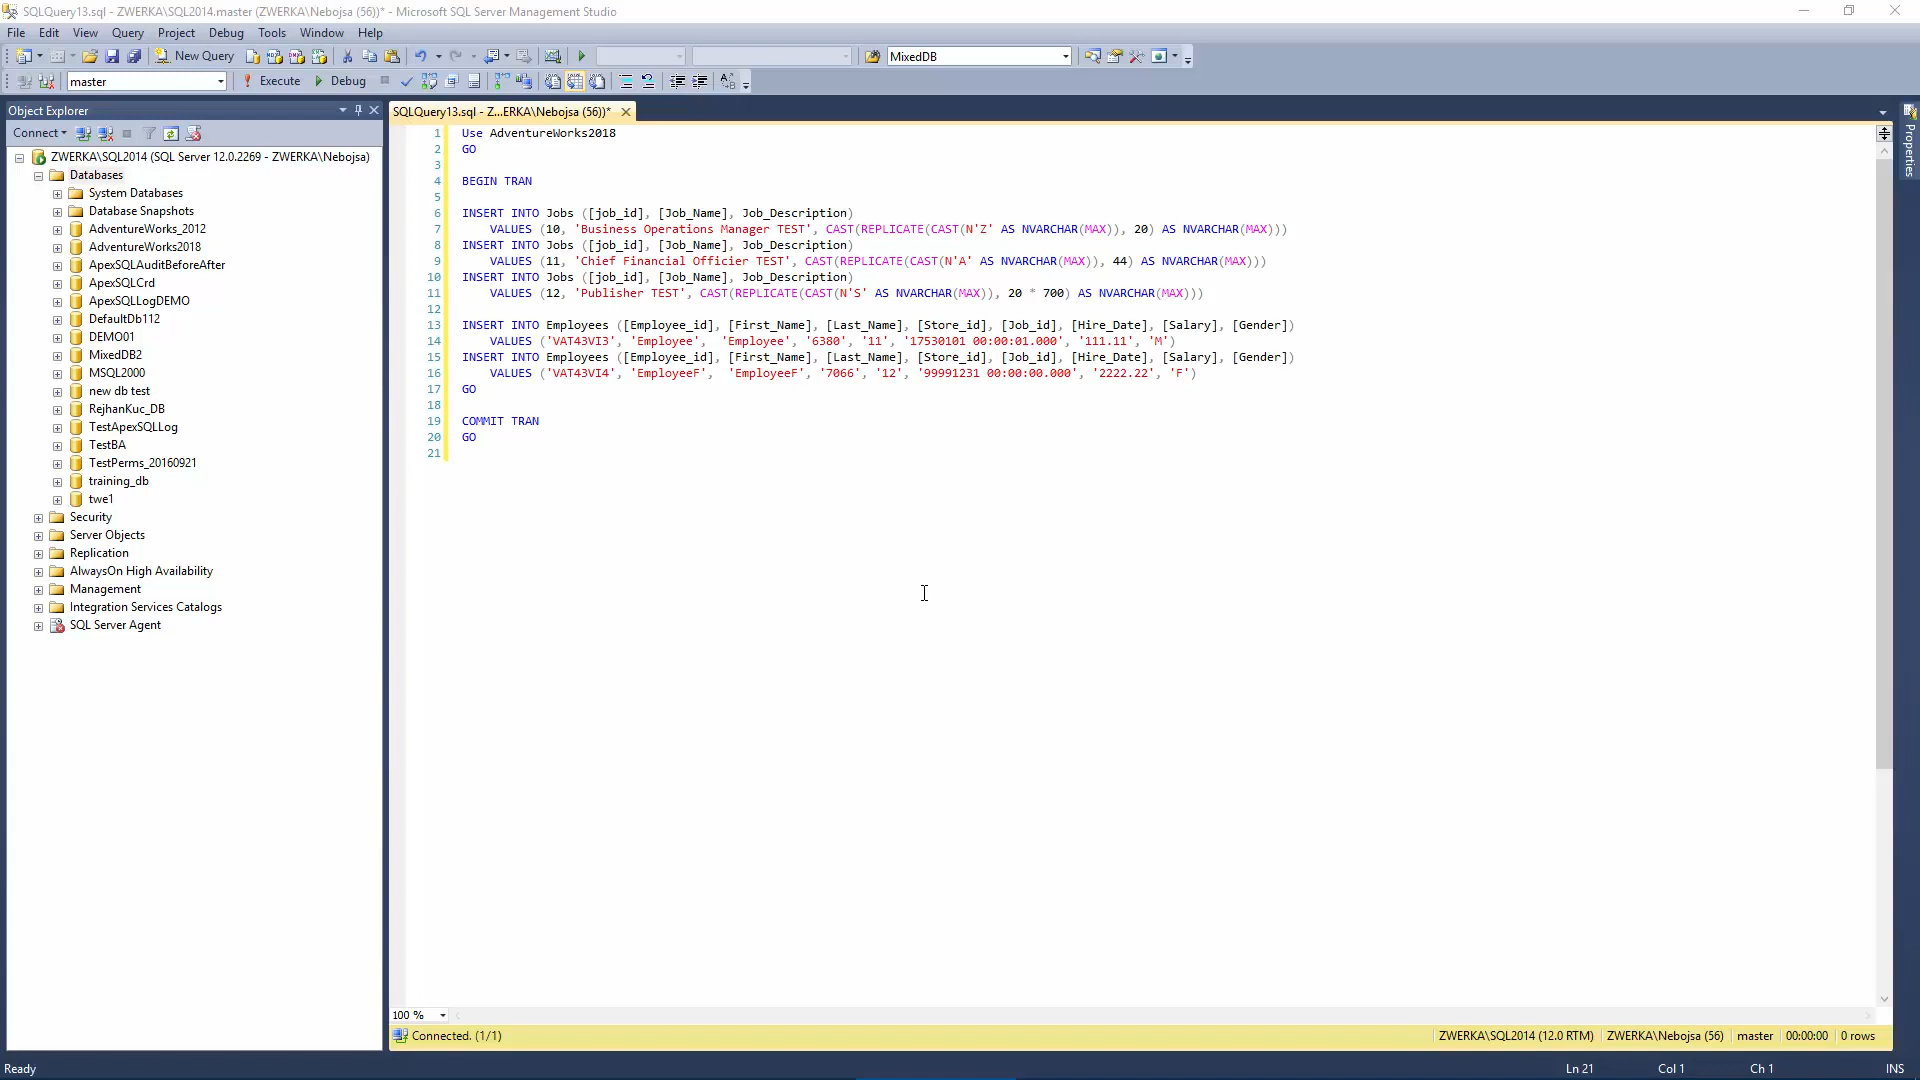 SQLQuery13.sql - ZWERKA\SQL2014.master (ZWERKA\Nebojsa (56))* - Microsoft SQL Server Management Studio
File Edit View Query Project Debug Tools Window Help
New Query MixedDB
master Execute Debug
Object Explorer
Connect
ZWERKA\SQL2014 (SQL Server 12.0.2269 - ZWERKA\Nebojsa)
Databases
System Databases
Database Snapshots
AdventureWorks_2012
AdventureWorks2018
ApexSQLAuditBeforeAfter
ApexSQLCrd
ApexSQLLogDEMO
DefaultDb112
DEMO01
MixedDB2
MSQL2000
new db test
RejhanKuc_DB
TestApexSQLLog
TestBA
TestPerms_20160921
training_db
twe1
Security
Server Objects
Replication
AlwaysOn High Availability
Management
Integration Services Catalogs
SQL Server Agent
SQLQuery13.sql - Z...ERKA\Nebojsa (56))*
1 Use AdventureWorks2018
2 GO
3
4 BEGIN TRAN
5
6 INSERT INTO Jobs ([job_id], [Job_Name], Job_Description)
7 VALUES (10, 'Business Operations Manager TEST', CAST(REPLICATE(CAST(N'Z' AS NVARCHAR(MAX)), 20) AS NVARCHAR(MAX)))
8 INSERT INTO Jobs ([job_id], [Job_Name], Job_Description)
9 VALUES (11, 'Chief Financial Officier TEST', CAST(REPLICATE(CAST(N'A' AS NVARCHAR(MAX)), 44) AS NVARCHAR(MAX)))
10 INSERT INTO Jobs ([job_id], [Job_Name], Job_Description)
11 VALUES (12, 'Publisher TEST', CAST(REPLICATE(CAST(N'S' AS NVARCHAR(MAX)), 20 * 700) AS NVARCHAR(MAX)))
12
13 INSERT INTO Employees ([Employee_id], [First_Name], [Last_Name], [Store_id], [Job_id], [Hire_Date], [Salary], [Gender])
14 VALUES ('VAT43VI3', 'Employee', 'Employee', '6380', '11', '17530101 00:00:01.000', '111.11', 'M')
15 INSERT INTO Employees ([Employee_id], [First_Name], [Last_Name], [Store_id], [Job_id], [Hire_Date], [Salary], [Gender])
16 VALUES ('VAT43VI4', 'EmployeeF', 'EmployeeF', '7066', '12', '99991231 00:00:00.000', '2222.22', 'F')
17 GO
18
19 COMMIT TRAN
20 GO
21
Properties
100 %
Connected. (1/1) ZWERKA\SQL2014 (12.0 RTM) ZWERKA\Nebojsa (56) master 00:00:00 0 rows
Ready Ln 21 Col 1 Ch 1 INS